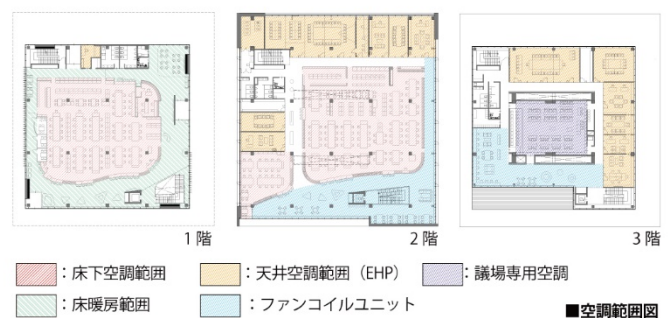 1階
2階
3階
：床下空調範囲
：天井空調範囲（EHP）
：議場専用空調
：床暖房範囲
：ファンコイルユニット
■空調範囲図